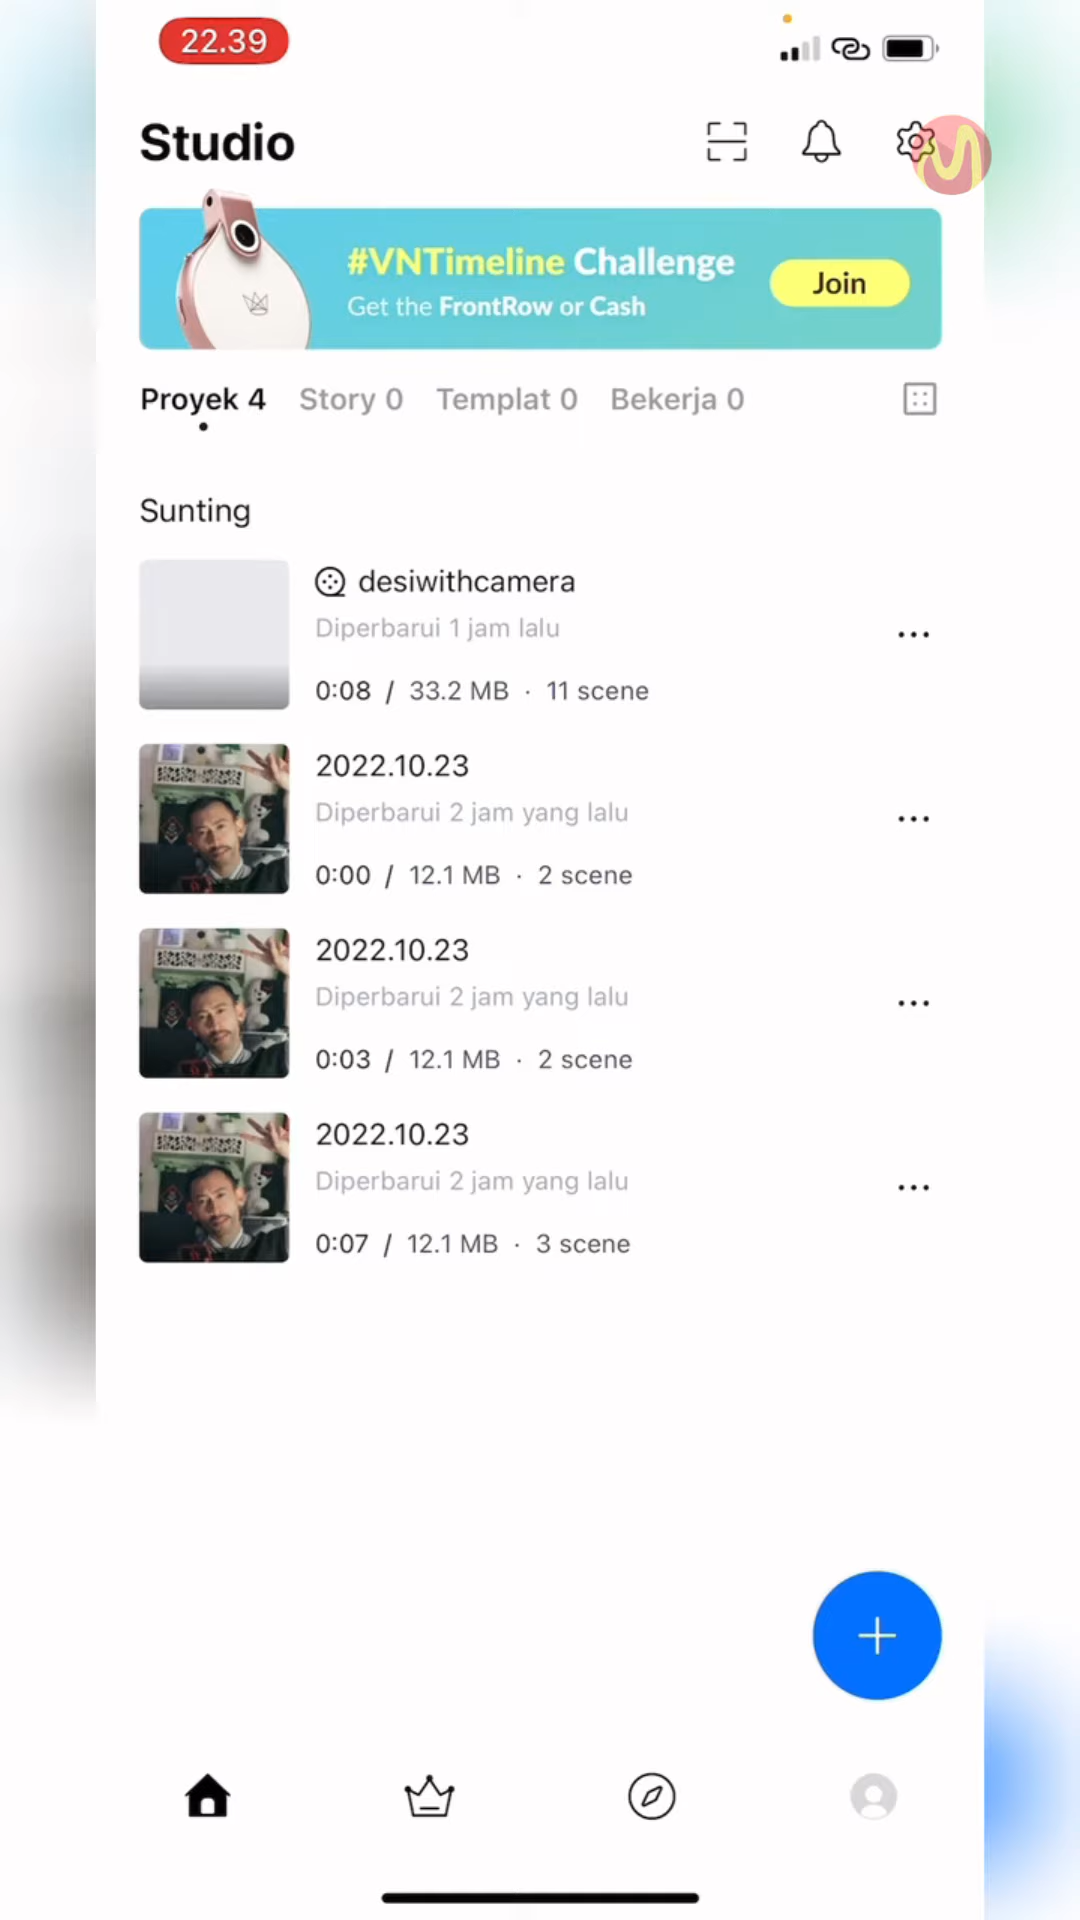 22.39
Studio
#VNTimeline Challenge
Get the FrontRow or Cash
Join
Proyek 4 Story 0 Templat 0 Bekerja 0
Sunting
desiwithcamera
Diperbarui 1 jam lalu
0:08 / 33.2 MB · 11 scene
2022.10.23
Diperbarui 2 jam yang lalu
0:00 / 12.1 MB · 2 scene
2022.10.23
Diperbarui 2 jam yang lalu
0:03 / 12.1 MB · 2 scene
2022.10.23
Diperbarui 2 jam yang lalu
0:07 / 12.1 MB · 3 scene